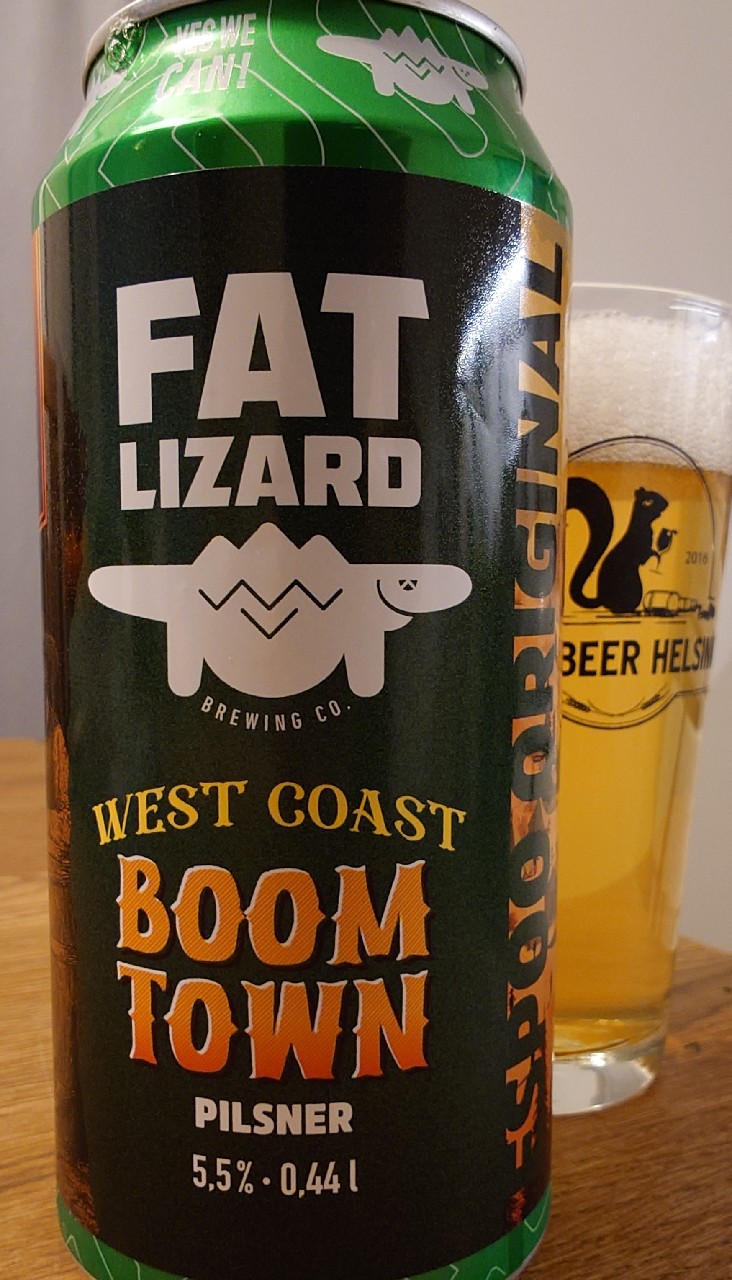 YES WE
CAN!
FAT
LIZARD
BREWING CO.
WEST COAST
BOOM
TOWN
PILSNER
5,5% • 0,44 l
ESPOO ORIGINAL
2016
BEER HELSIN